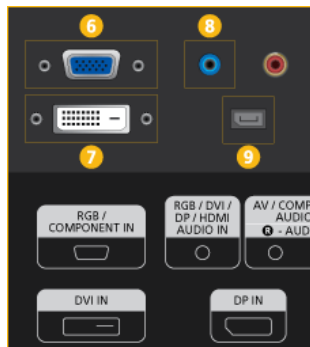 6
8
7
9
RGB /
COMPONENT IN
RGB / DVI /
DP / HDMI
AUDIO IN
AV / COMP
AUDIO
R - AUD
DVI IN
DP IN